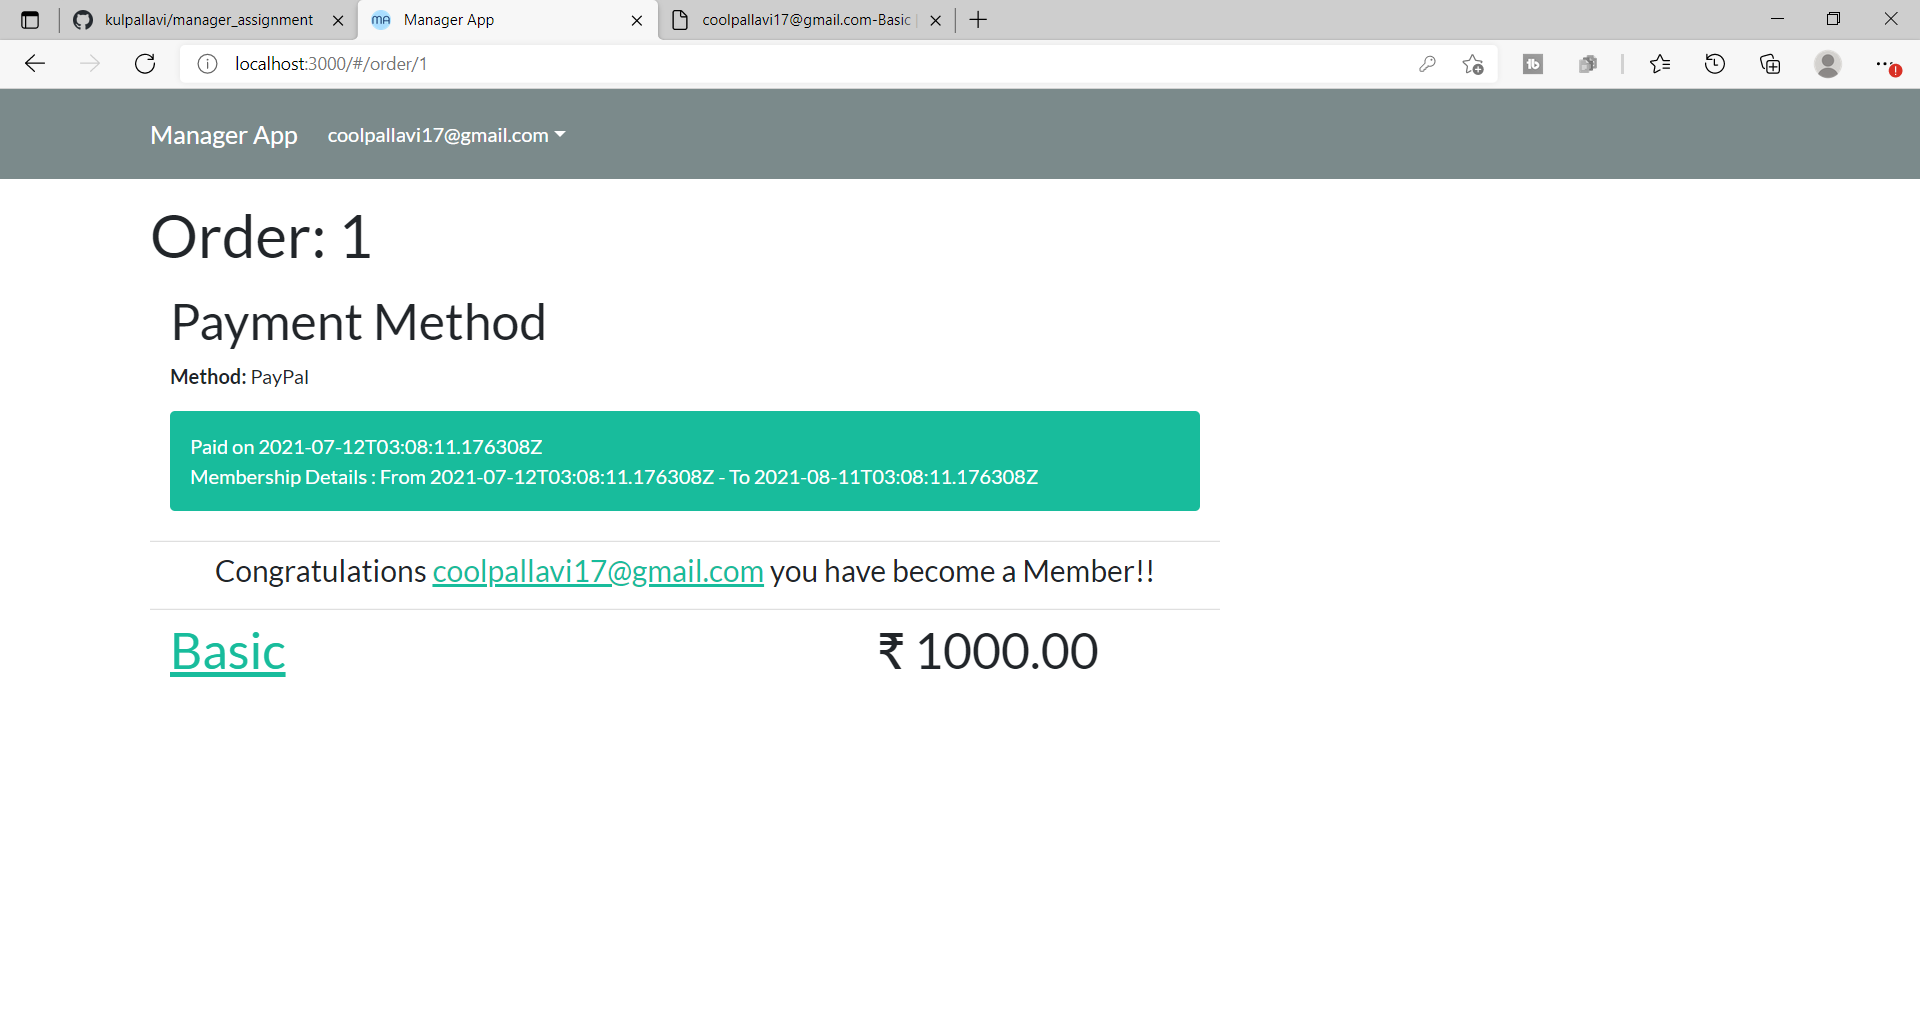 kulpallavi/manager_assignment
Manager App
coolpallavi17@gmail.com-Basic
localhost:3000/#/order/1
Manager App
coolpallavi17@gmail.com
Order: 1
Payment Method
Method: PayPal
Paid on 2021-07-12T03:08:11.176308Z
Membership Details : From 2021-07-12T03:08:11.176308Z - To 2021-08-11T03:08:11.176308Z
Congratulations coolpallavi17@gmail.com you have become a Member!!
Basic
₹ 1000.00